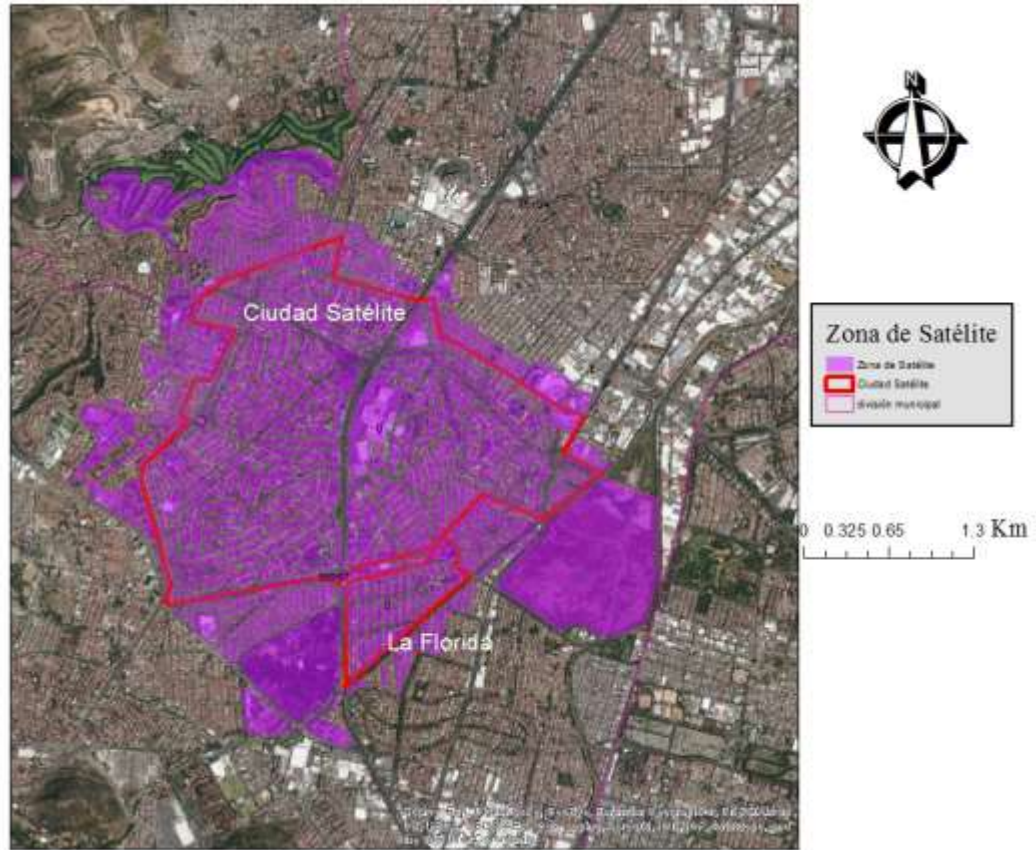 N
Ciudad Satélite
La Florida
Zona de Satélite
Zona de Satélite
Ciudad Satélite
división municipal
0 0.325 0.65 1.3 Km